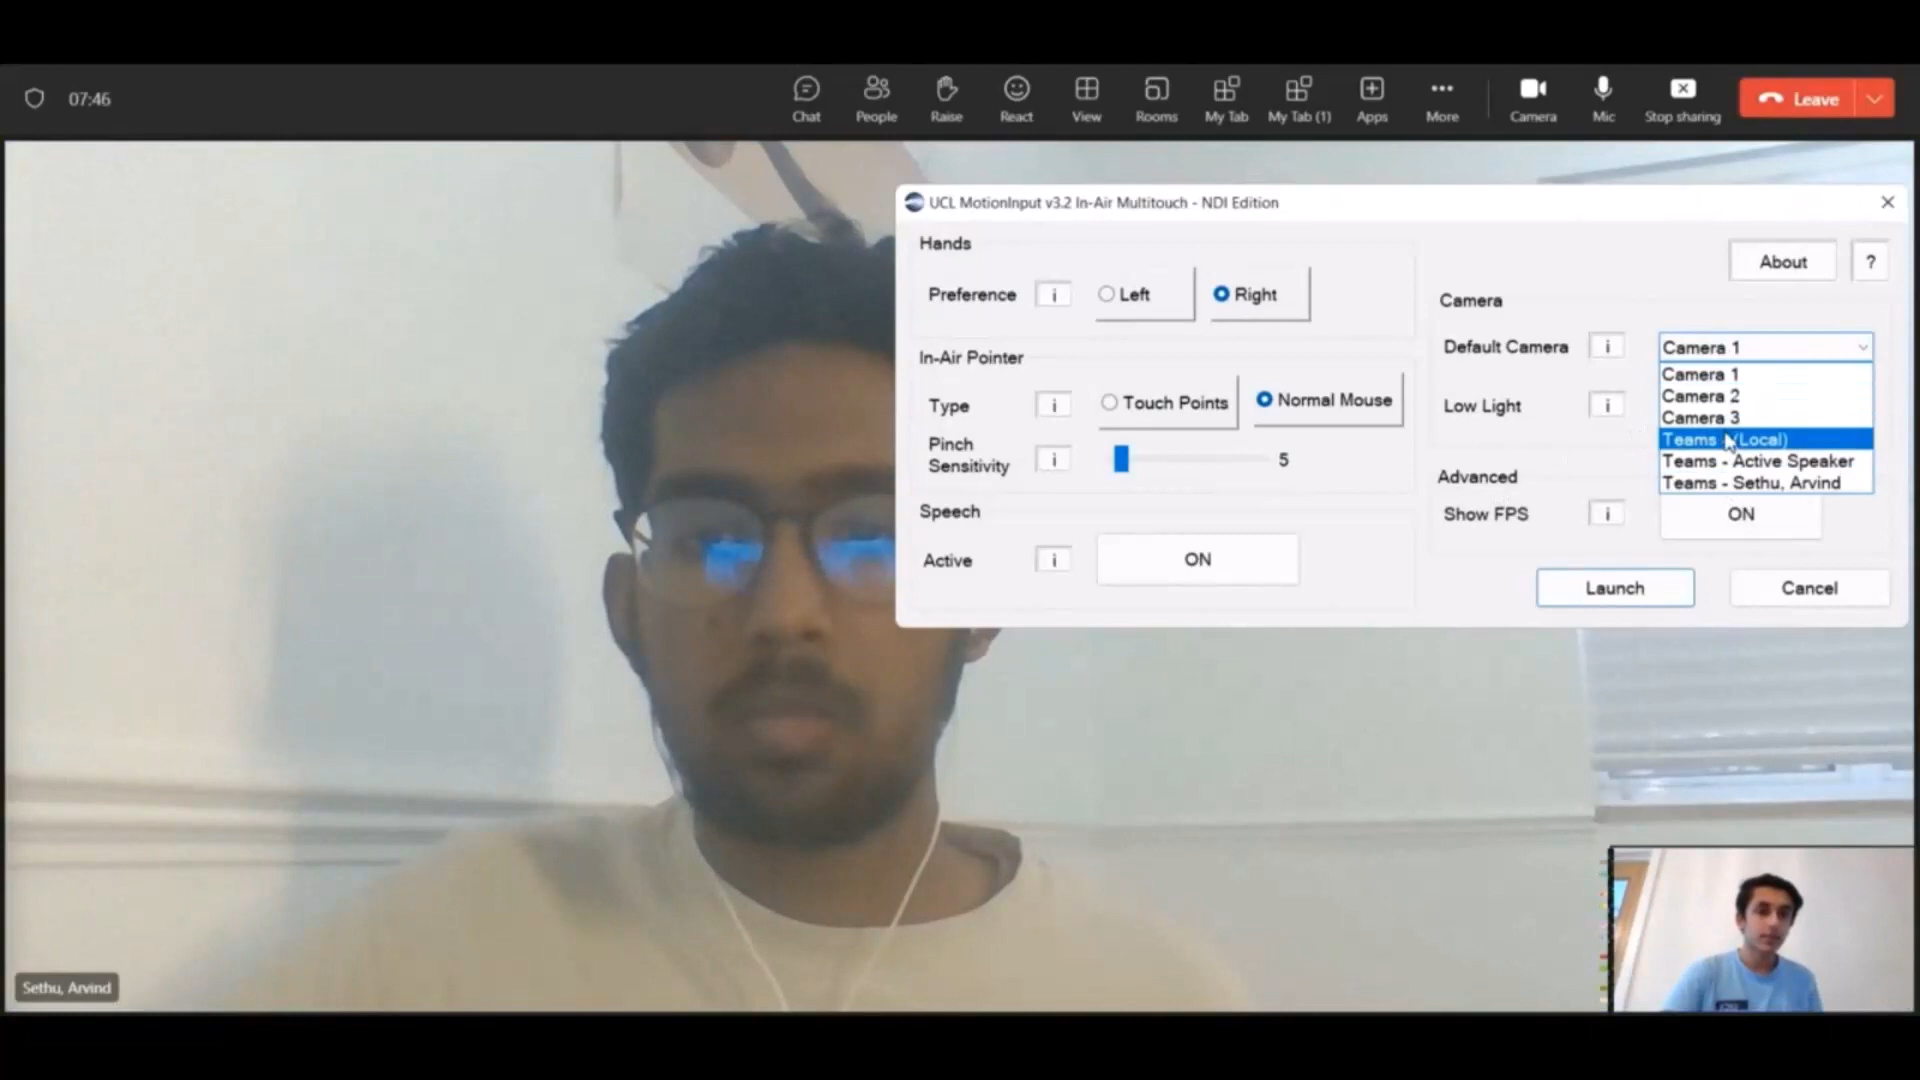 07:46
Chat
People
Raise
React
View
Rooms
My Tab
My Tab (1)
Apps
More
Camera
Mic
Stop sharing
Leave
UCL MotionInput v3.2 In-Air Multitouch - NDI Edition
Hands
Preference
i
Left
Right
In-Air Pointer
Type
i
Touch Points
Normal Mouse
Pinch
Sensitivity
i
5
Speech
Active
i
ON
About
?
Camera
Default Camera
i
Camera 1
Camera 1
Camera 2
Camera 3
Teams - (Local)
Teams - Active Speaker
Teams - Sethu, Arvind
Low Light
i
Advanced
Show FPS
i
ON
Launch
Cancel
Sethu, Arvind